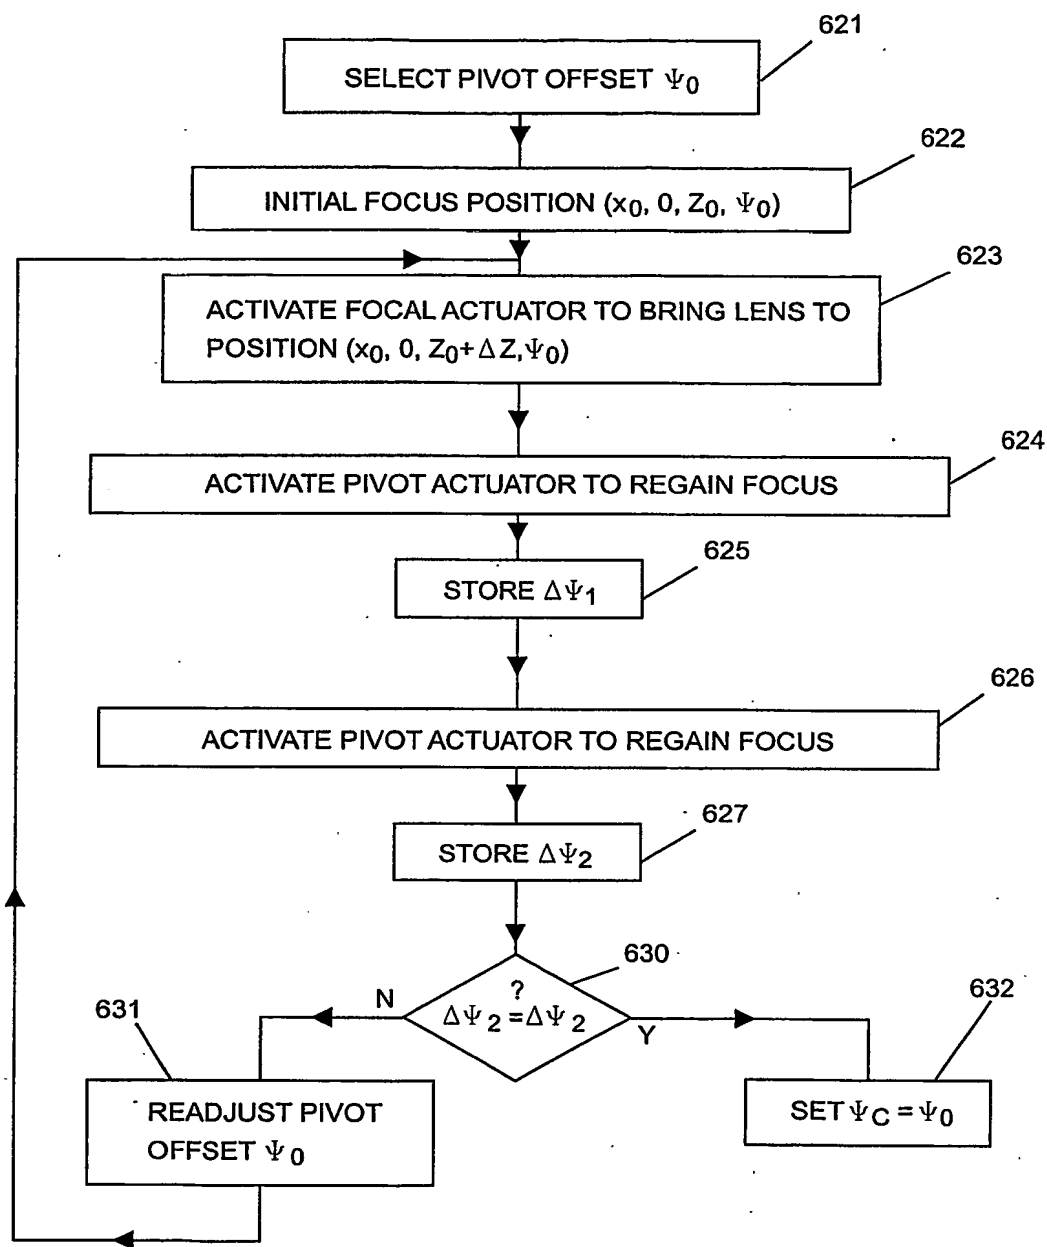 621
SELECT PIVOT OFFSET Ψ0
622
INITIAL FOCUS POSITION (x0, 0, Z0, Ψ0)
623
ACTIVATE FOCAL ACTUATOR TO BRING LENS TO
POSITION (x0, 0, Z0+ΔZ,Ψ0)
624
ACTIVATE PIVOT ACTUATOR TO REGAIN FOCUS
625
STORE ΔΨ1
626
ACTIVATE PIVOT ACTUATOR TO REGAIN FOCUS
627
STORE ΔΨ2
630
?
ΔΨ2 = ΔΨ2
N
Y
631
READJUST PIVOT
OFFSET Ψ0
632
SET ΨC = Ψ0